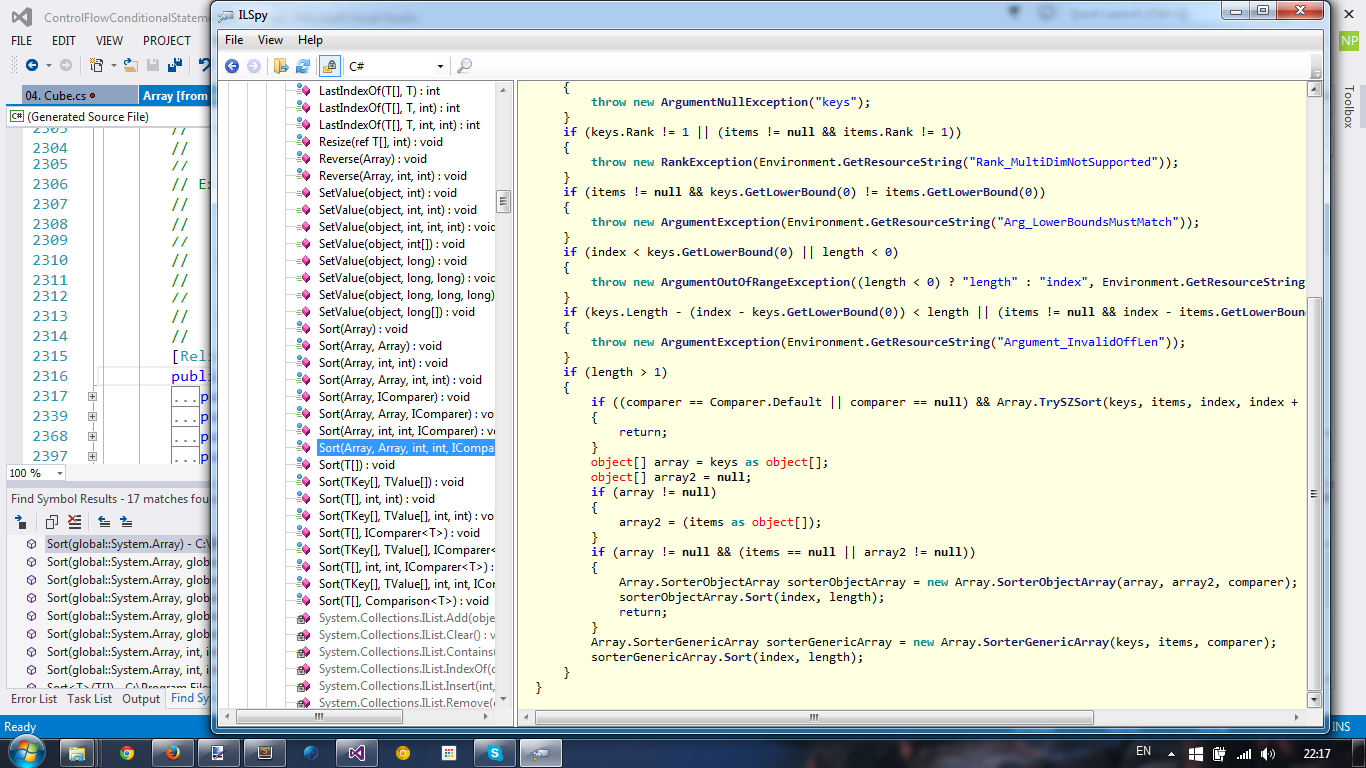 ControlFlowConditionalStateme
FILE EDIT VIEW PROJECT
04. Cube.cs
Array [from
C# (Generated Source File)
2304 //
2305 //
2306 // Ex
2307 //
2308 //
2309 //
2310 //
2311 //
2312 //
2313 //
2314 //
2315 [Reli
2316 publi
2317 ...p
2339 ...p
2368 ...p
2397 ...p
100 %
Find Symbol Results - 17 matches fou
Sort(global::System.Array) - C:\
Sort(global::System.Array, glob
Sort(global::System.Array, glob
Sort(global::System.Array, glob
Sort(global::System.Array, glob
Sort(global::System.Array, glob
Sort(global::System.Array, int, i
Sort(global::System.Array, int, i
Sort<T>(T[]) - C:\Program Files
Error List Task List Output Find Sy
Ready
ILSpy
File View Help
C#
LastIndexOf(T[], T) : int
LastIndexOf(T[], T, int) : int
LastIndexOf(T[], T, int, int) : int
Resize(ref T[], int) : void
Reverse(Array) : void
Reverse(Array, int, int) : void
SetValue(object, int) : void
SetValue(object, int, int) : void
SetValue(object, int, int, int) : void
SetValue(object, int[]) : void
SetValue(object, long) : void
SetValue(object, long, long) : void
SetValue(object, long, long, long)
SetValue(object, long[]) : void
Sort(Array) : void
Sort(Array, Array) : void
Sort(Array, int, int) : void
Sort(Array, Array, int, int) : void
Sort(Array, IComparer) : void
Sort(Array, Array, IComparer) : vo
Sort(Array, int, int, IComparer) : vo
Sort(Array, Array, int, int, ICompa
Sort(T[]) : void
Sort(TKey[], TValue[]) : void
Sort(T[], int, int) : void
Sort(TKey[], TValue[], int, int) : vo
Sort(T[], IComparer<T>) : void
Sort(TKey[], TValue[], IComparer<
Sort(T[], int, int, IComparer<T>) :
Sort(TKey[], TValue[], int, int, ICor
Sort(T[], Comparison<T>) : void
System.Collections.IList.Add(obje
System.Collections.IList.Clear() : v
System.Collections.IList.Contains(
System.Collections.IList.IndexOf(o
System.Collections.IList.Insert(int,
System.Collections.IList.Remove(o
{
throw new ArgumentNullException("keys");
}
if (keys.Rank != 1 || (items != null && items.Rank != 1))
{
throw new RankException(Environment.GetResourceString("Rank_MultiDimNotSupported"));
}
if (items != null && keys.GetLowerBound(0) != items.GetLowerBound(0))
{
throw new ArgumentException(Environment.GetResourceString("Arg_LowerBoundsMustMatch"));
}
if (index < keys.GetLowerBound(0) || length < 0)
{
throw new ArgumentOutOfRangeException((length < 0) ? "length" : "index", Environment.GetResourceString
}
if (keys.Length - (index - keys.GetLowerBound(0)) < length || (items != null && index - items.GetLowerBoun
{
throw new ArgumentException(Environment.GetResourceString("Argument_InvalidOffLen"));
}
if (length > 1)
{
if ((comparer == Comparer.Default || comparer == null) && Array.TrySZSort(keys, items, index, index +
{
return;
}
object[] array = keys as object[];
object[] array2 = null;
if (array != null)
{
array2 = (items as object[]);
}
if (array != null && (items == null || array2 != null))
{
Array.SorterObjectArray sorterObjectArray = new Array.SorterObjectArray(array, array2, comparer);
sorterObjectArray.Sort(index, length);
return;
}
Array.SorterGenericArray sorterGenericArray = new Array.SorterGenericArray(keys, items, comparer);
sorterGenericArray.Sort(index, length);
}
}
NP
Toolbox
INS
EN
22:17